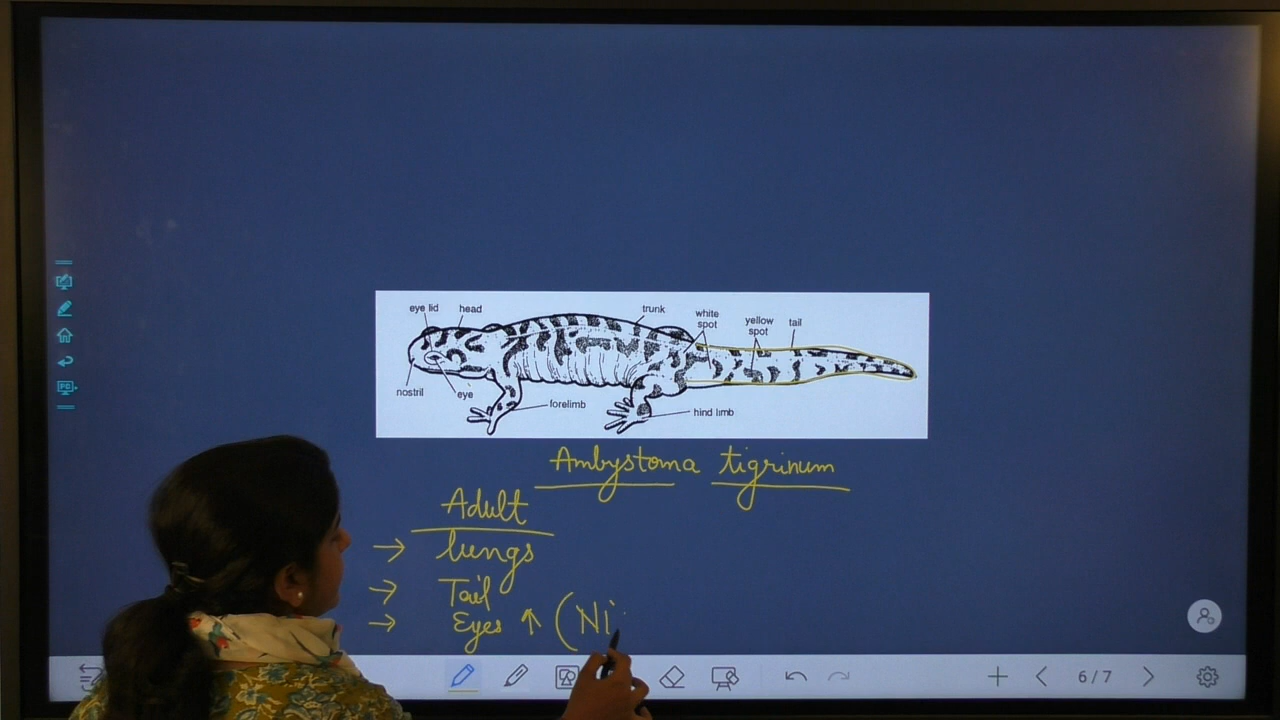 eye lid head trunk white spot yellow spot tail
nostril eye forelimb hind limb
Ambystoma tigrinum
Adult
→ lungs
→ Tail
→ Eyes ↑ (Ni
PC
6/7